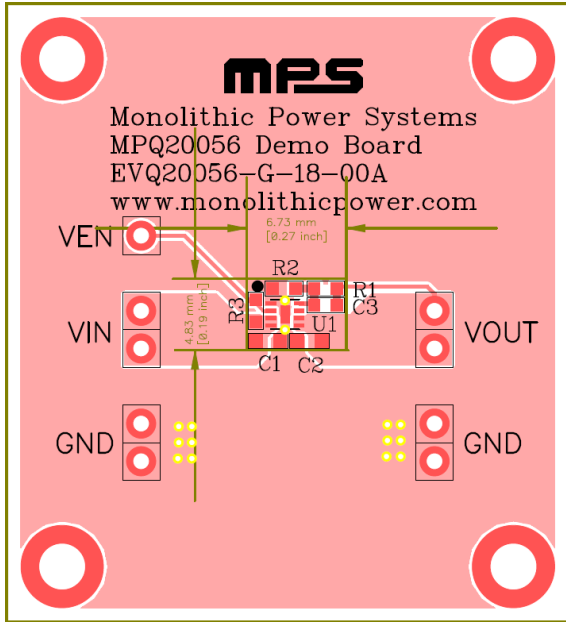 MPS
Monolithic Power Systems
MPQ20056 Demo Board
EVQ20056-G-18-00A
www.monolithicpower.com
6.73 mm
[0.27 inch]
VEN
R2
R1
4.83 mm
[0.19 inch]
R3
C3
VIN
U1
VOUT
C1 C2
GND
GND